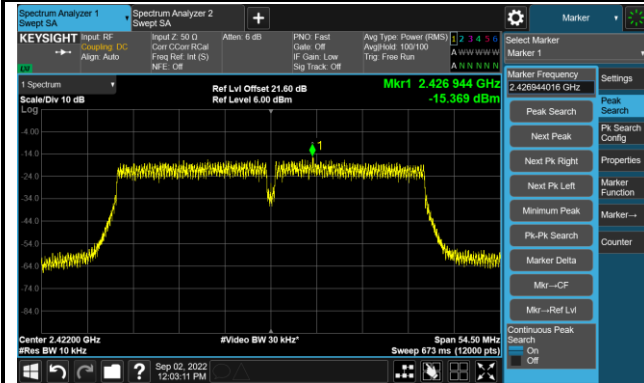 Spectrum Analyzer 1
Swept SA
Spectrum Analyzer 2
Swept SA
+
Marker
KEYSIGHT
Input: RF
Coupling: DC
Align: Auto
Input Z: 50 Ω
Corr CCorr RCal
Freq Ref: Int (S)
NFE: Off
Atten: 6 dB
PNO: Fast
Gate: Off
IF Gain: Low
Sig Track: Off
Avg Type: Power (RMS)
Avg|Hold: 100/100
Trig: Free Run
1 2 3 4 5 6
A W W W W W
A N N N N N
LV
Select Marker
Marker 1
1 Spectrum
Scale/Div 10 dB
Log
Ref Lvl Offset 21.60 dB
Ref Level 6.00 dBm
Mkr1 2.426 944 GHz
-15.369 dBm
1
-4.00
-14.0
-24.0
-34.0
-44.0
-54.0
-64.0
-74.0
-84.0
Center 2.42200 GHz
#Res BW 10 kHz
#Video BW 30 kHz*
Span 54.50 MHz
Sweep 673 ms (12000 pts)
Marker Frequency
2.426944016 GHz
Peak Search
Next Peak
Next Pk Right
Next Pk Left
Minimum Peak
Pk-Pk Search
Marker Delta
Mkr→CF
Mkr→Ref Lvl
Continuous Peak
Search
On
Off
Settings
Peak
Search
Pk Search
Config
Properties
Marker
Function
Marker→
Counter
?
Sep 02, 2022
12:03:11 PM